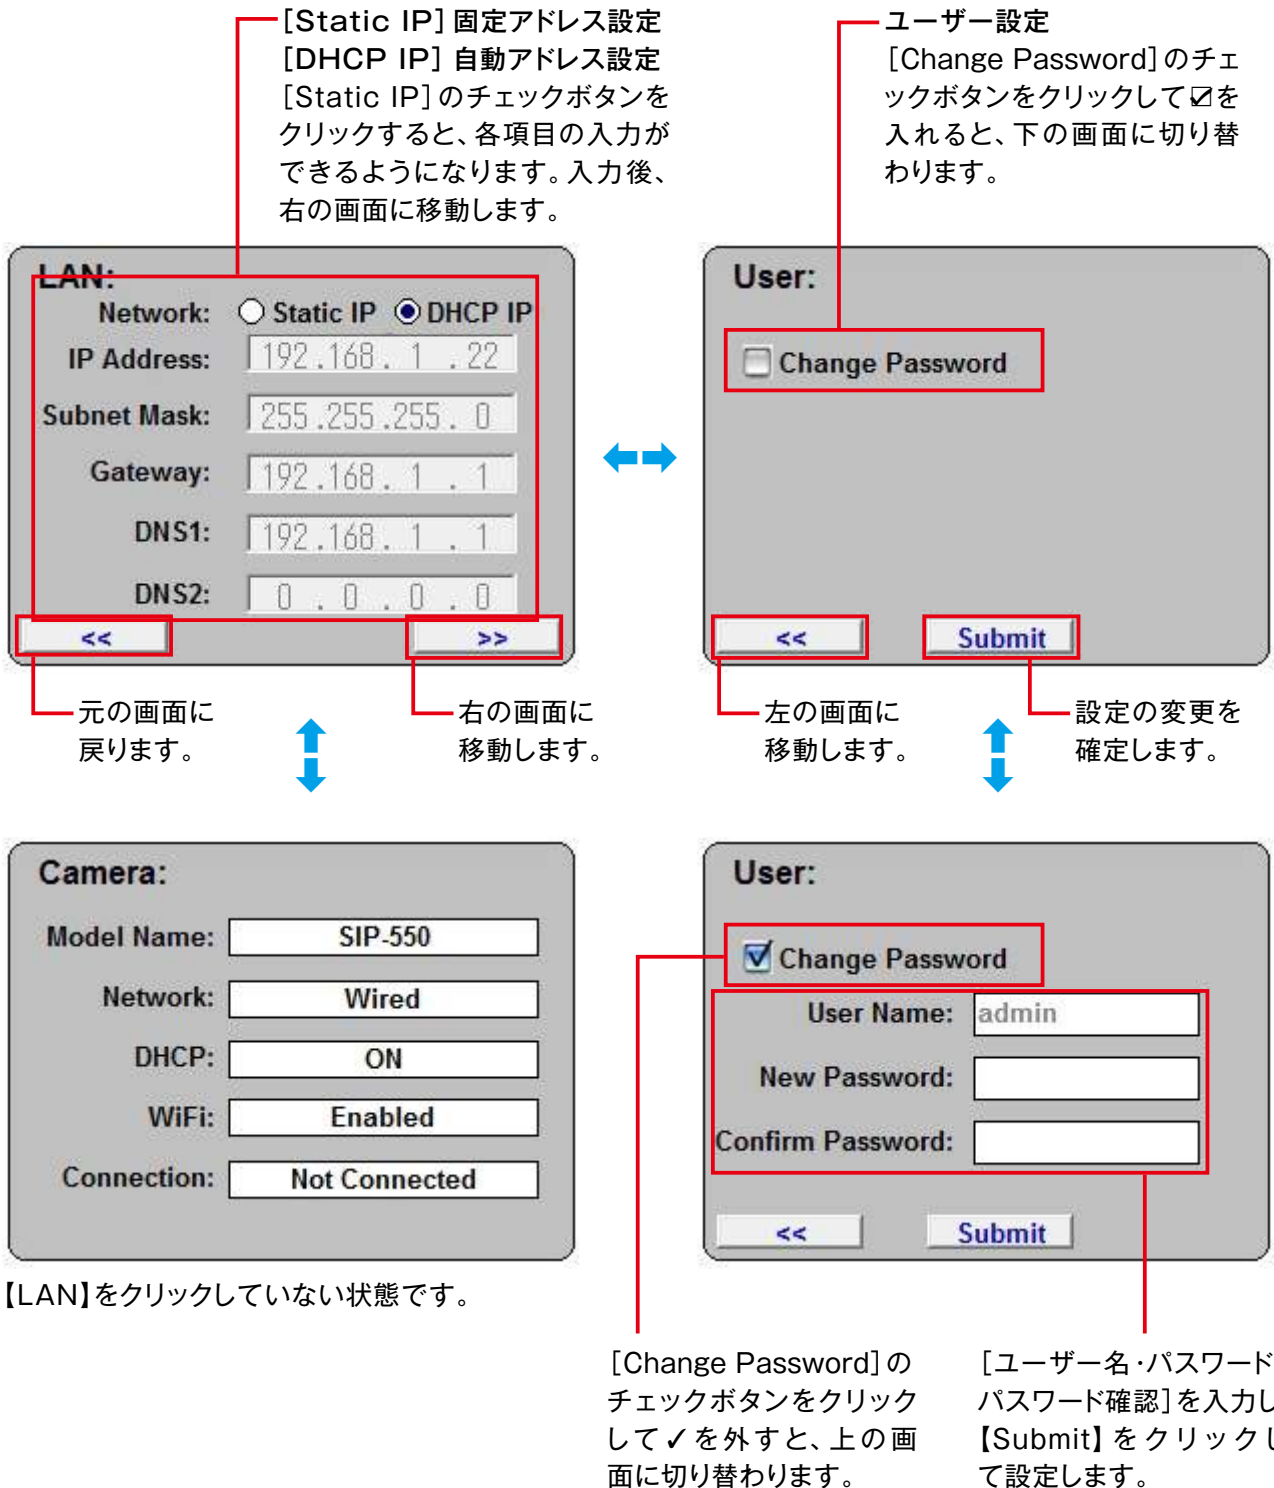 [Static IP] 固定アドレス設定
[DHCP IP] 自動アドレス設定
[Static IP]のチェックボタンを
クリックすると、各項目の入力が
できるようになります。入力後、
右の画面に移動します。
ユーザー設定
[Change Password]のチェ
ックボタンをクリックして☑を
入れると、下の画面に切り替
わります。
LAN:
Network: Static IP DHCP IP
IP Address: 192.168. 1 .22
Subnet Mask: 255.255.255. 0
Gateway: 192.168. 1 . 1
DNS1: 192.168. 1 . 1
DNS2: 0 . 0 . 0 . 0
<< >>
User:
Change Password
<< Submit
元の画面に
戻ります。
右の画面に
移動します。
左の画面に
移動します。
設定の変更を
確定します。
Camera:
Model Name: SIP-550
Network: Wired
DHCP: ON
WiFi: Enabled
Connection: Not Connected
【LAN】をクリックしていない状態です。
User:
Change Password
User Name: admin
New Password:
Confirm Password:
<< Submit
[Change Password]の
チェックボタンをクリック
して✓を外すと、上の画
面に切り替わります。
[ユーザー名・パスワード
パスワード確認]を入力し
【Submit】をクリックし
て設定します。